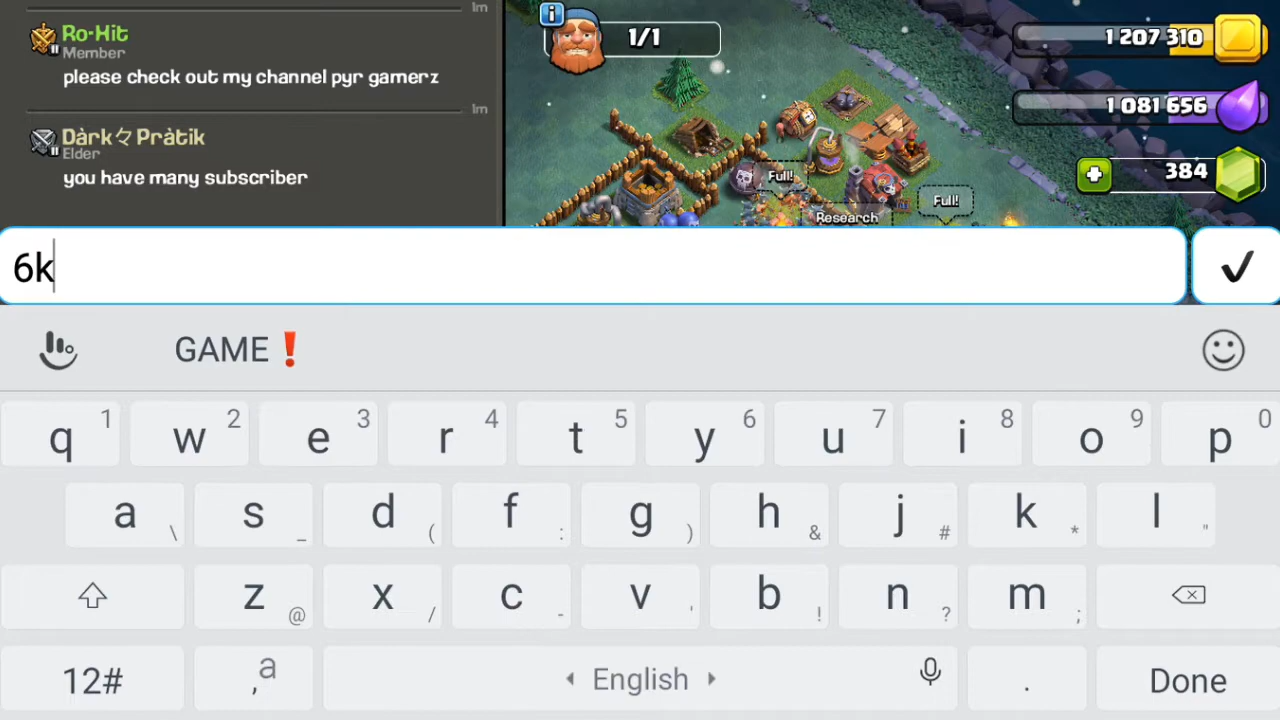 1m
Ro-Hit
Member
please check out my channel pyr gamerz
1m
Dàrk々Pràtik
Elder
you have many subscriber
i
1/1
1 207 310
1 081 656
384
Full!
Full!
Research
6k
GAME❗
q 1 w 2 e 3 r 4 t 5 y 6 u 7 i 8 o 9 p 0
a \ s _ d ( f : g ) h & j # k * l "
z @ x / c - v ' b ! n ? m ;
12# , a English . Done